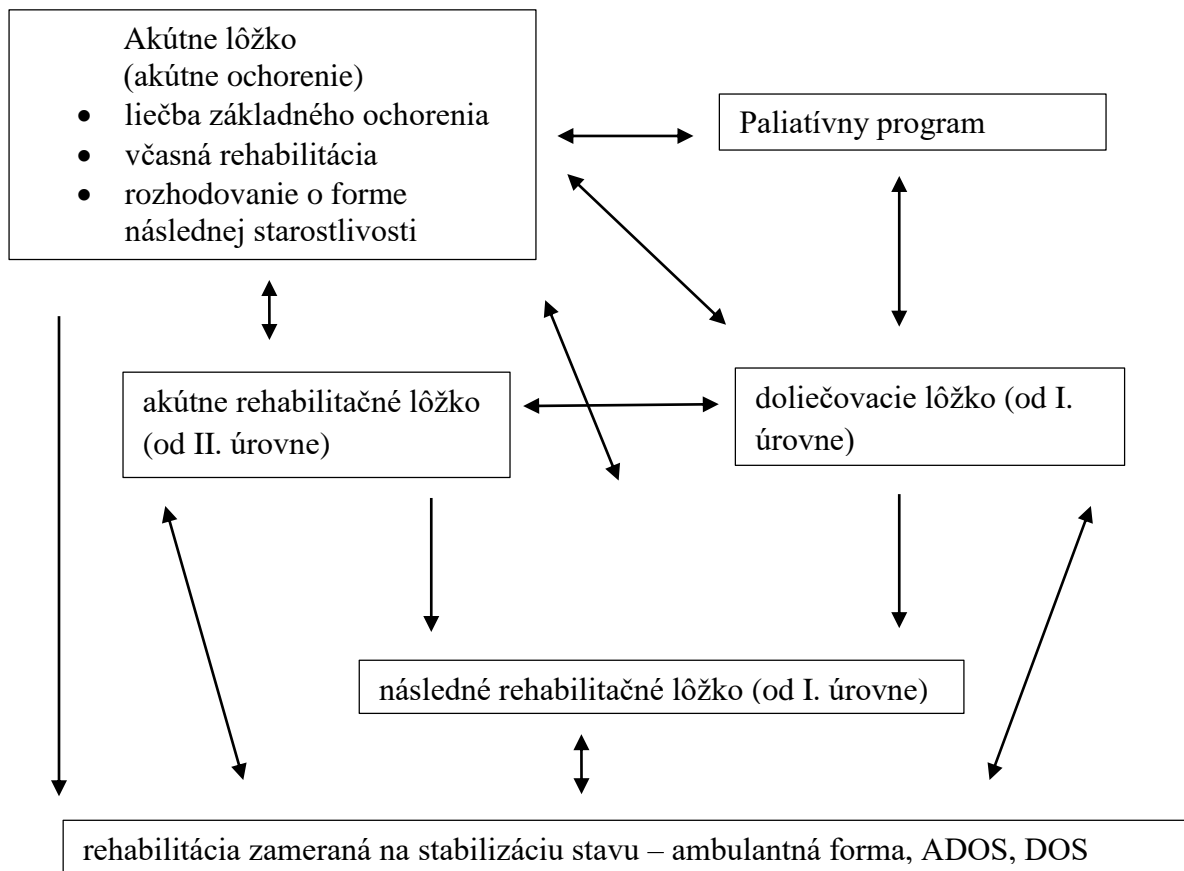 Akútne lôžko
(akútne ochorenie)
• liečba základného ochorenia
• včasná rehabilitácia
• rozhodovanie o forme
následnej starostlivosti
Paliatívny program
akútne rehabilitačné lôžko
(od II. úrovne)
doliečovacie lôžko (od I.
úrovne)
následné rehabilitačné lôžko (od I. úrovne)
rehabilitácia zameraná na stabilizáciu stavu – ambulantná forma, ADOS, DOS